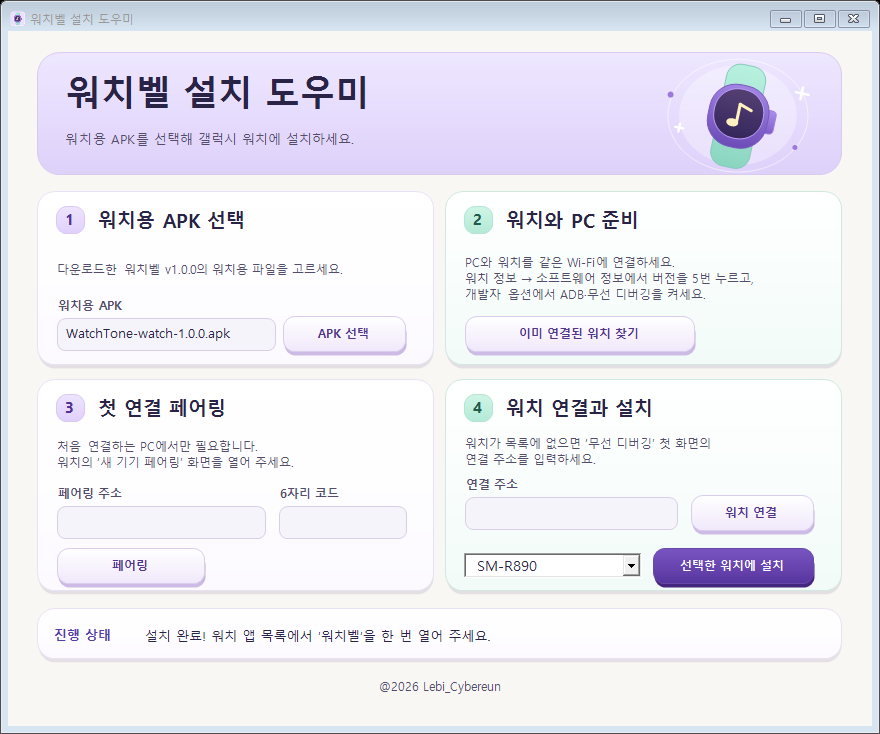 워치벨 설치 도우미
워치벨 설치 도우미
워치용 APK를 선택해 갤럭시 워치에 설치하세요.
1 워치용 APK 선택
다운로드한 워치벨 v1.0.0의 워치용 파일을 고르세요.
워치용 APK
WatchTone-watch-1.0.0.apk
APK 선택
2 워치와 PC 준비
PC와 워치를 같은 Wi-Fi에 연결하세요.
워치 정보 → 소프트웨어 정보에서 버전을 5번 누르고,
개발자 옵션에서 ADB·무선 디버깅을 켜세요.
이미 연결된 워치 찾기
3 첫 연결 페어링
처음 연결하는 PC에서만 필요합니다.
워치의 '새 기기 페어링' 화면을 열어 주세요.
페어링 주소
6자리 코드
페어링
4 워치 연결과 설치
워치가 목록에 없으면 '무선 디버깅' 첫 화면의
연결 주소를 입력하세요.
연결 주소
워치 연결
SM-R890
선택한 워치에 설치
진행 상태
설치 완료! 워치 앱 목록에서 '워치벨'을 한 번 열어 주세요.
@2026 Lebi_Cybereun